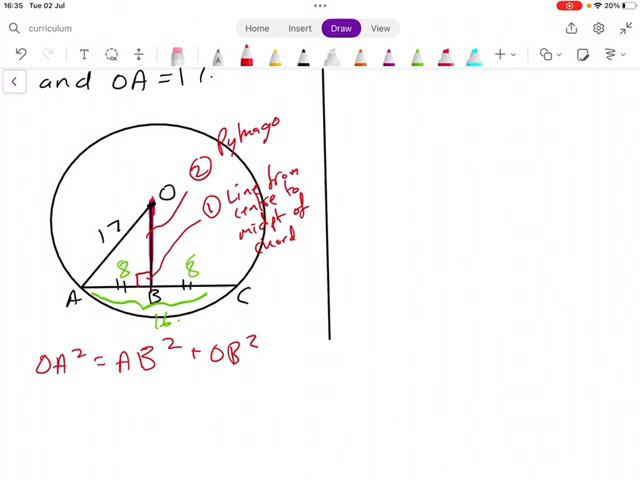 16:35 Tue 02 Jul
20%
curriculum
Home Insert Draw View
and OA = 17.
② Pythago
① Line from
centre to
midpt of
chord
O
17
8 8
A B C
16.
OA² = AB² + OB²